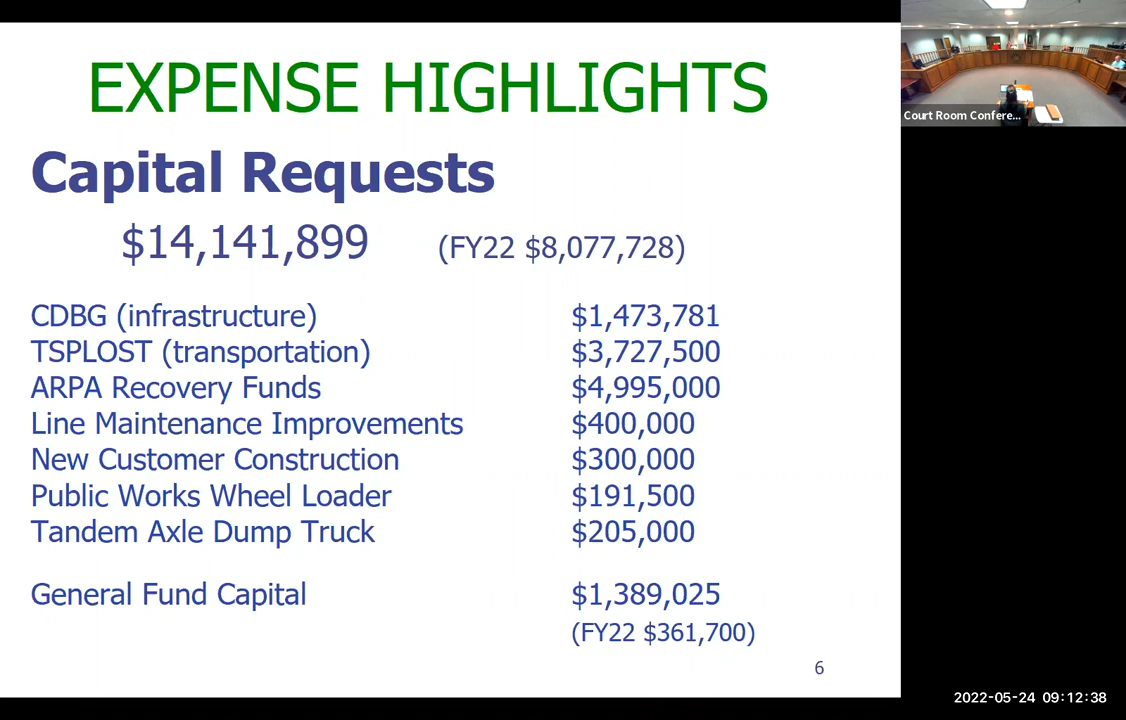 EXPENSE HIGHLIGHTS
Capital Requests
$14,141,899 (FY22 $8,077,728)
CDBG (infrastructure) $1,473,781
TSPLOST (transportation) $3,727,500
ARPA Recovery Funds $4,995,000
Line Maintenance Improvements $400,000
New Customer Construction $300,000
Public Works Wheel Loader $191,500
Tandem Axle Dump Truck $205,000
General Fund Capital $1,389,025
(FY22 $361,700)
6
Court Room Confere...
2022-05-24 09:12:38